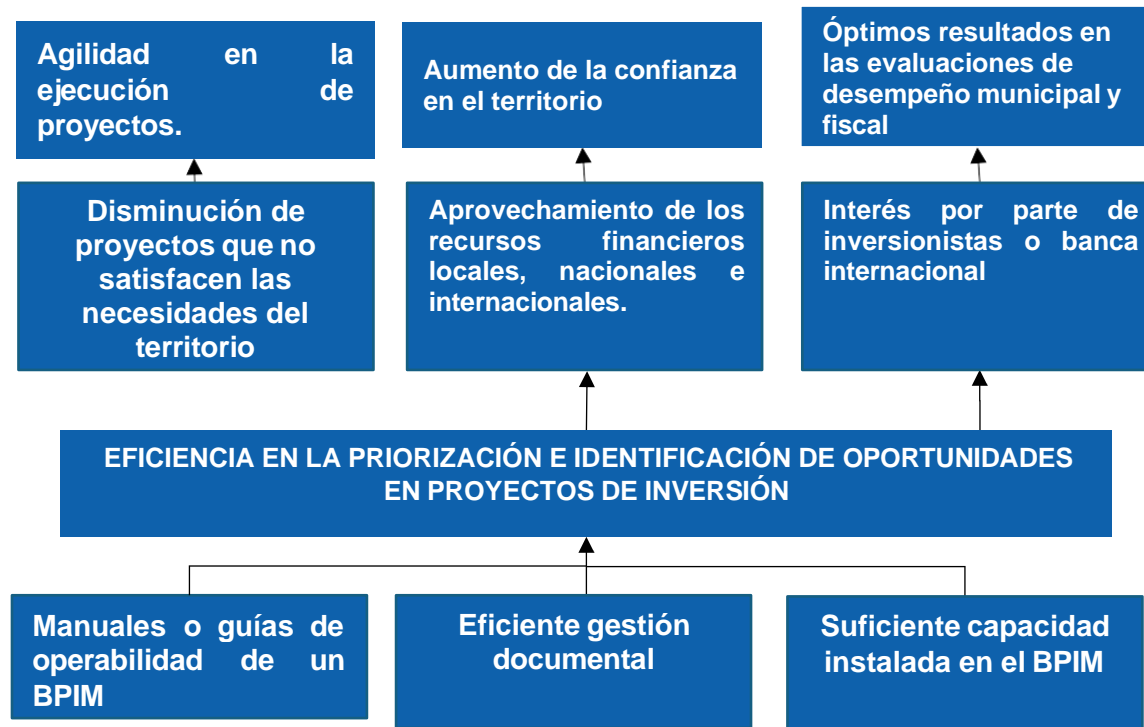 Agilidad en la
ejecución de
proyectos.
Aumento de la confianza
en el territorio
Óptimos resultados en
las evaluaciones de
desempeño municipal y
fiscal
Disminución de
proyectos que no
satisfacen las
necesidades del
territorio
Aprovechamiento de los
recursos financieros
locales, nacionales e
internacionales.
Interés por parte de
inversionistas o banca
internacional
EFICIENCIA EN LA PRIORIZACIÓN E IDENTIFICACIÓN DE OPORTUNIDADES
EN PROYECTOS DE INVERSIÓN
Manuales o guías de
operabilidad de un
BPIM
Eficiente gestión
documental
Suficiente capacidad
instalada en el BPIM